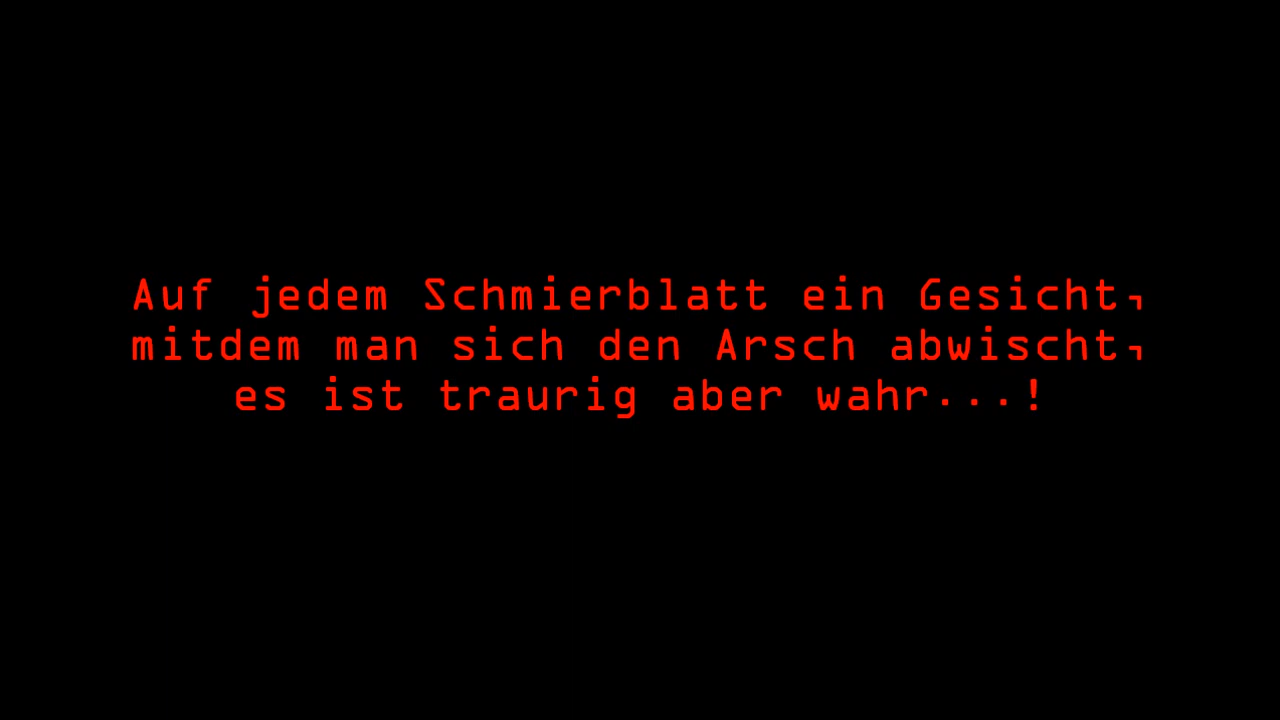 Auf jedem Schmierblatt ein Gesicht,
mitdem man sich den Arsch abwischt,
es ist traurig aber wahr...!